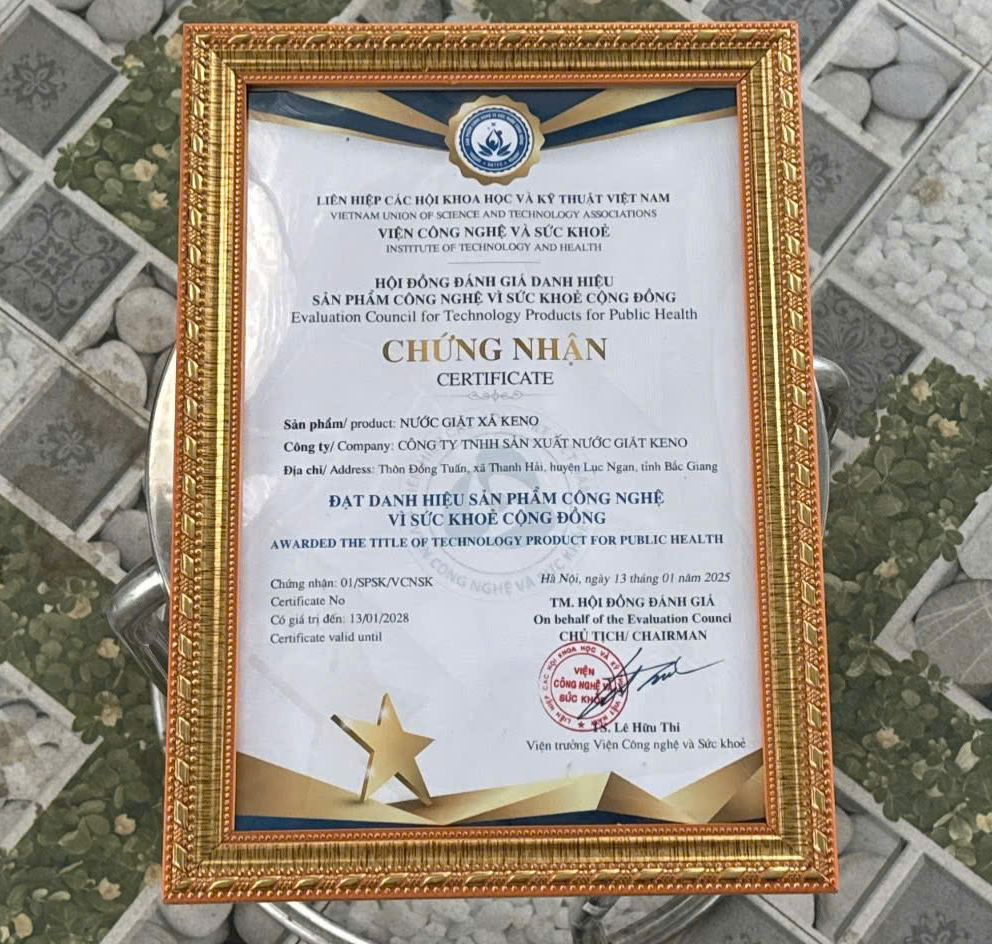 LIÊN HIỆP CÁC HỘI KHOA HỌC VÀ KỸ THUẬT VIỆT NAM
VIETNAM UNION OF SCIENCE AND TECHNOLOGY ASSOCIATIONS
VIỆN CÔNG NGHỆ VÀ SỨC KHOẺ
INSTITUTE OF TECHNOLOGY AND HEALTH
HỘI ĐỒNG ĐÁNH GIÁ DANH HIỆU
SẢN PHẨM CÔNG NGHỆ VÌ SỨC KHOẺ CỘNG ĐỒNG
Evaluation Council for Technology Products for Public Health
CHỨNG NHẬN
CERTIFICATE
Sản phẩm/ product: NƯỚC GIẶT XẢ KENO
Công ty/ Company: CÔNG TY TNHH SẢN XUẤT NƯỚC GIẶT KENO
Địa chỉ/ Address: Thôn Đồng Tuấn, xã Thanh Hải, huyện Lục Ngạn, tỉnh Bắc Giang
ĐẠT DANH HIỆU SẢN PHẨM CÔNG NGHỆ
VÌ SỨC KHOẺ CỘNG ĐỒNG
AWARDED THE TITLE OF TECHNOLOGY PRODUCT FOR PUBLIC HEALTH
Chứng nhận: 01/SPSK/VCNSK
Certificate No
Có giá trị đến: 13/01/2028
Certificate valid until
Hà Nội, ngày 13 tháng 01 năm 2025
TM. HỘI ĐỒNG ĐÁNH GIÁ
On behalf of the Evaluation Counci
CHỦ TỊCH/ CHAIRMAN
VIỆN
CÔNG NGHỆ VÀ
SỨC KHOẺ
TS. Lê Hữu Thi
Viện trưởng Viện Công nghệ và Sức khoẻ